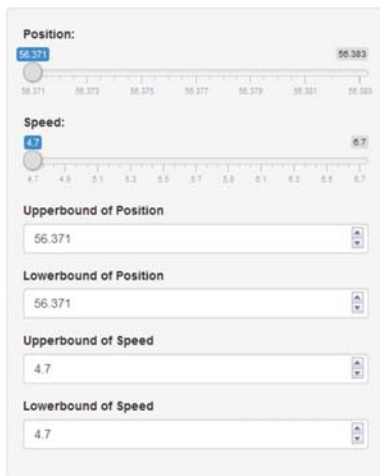 Position:
56.371 56.383
56.371 56.373 56.375 56.377 56.379 56.381 56.383
Speed:
4.7 6.7
4.7 4.9 5.1 5.3 5.5 5.7 5.9 6.1 6.3 6.5 6.7
Upperbound of Position
56.371
Lowerbound of Position
56.371
Upperbound of Speed
4.7
Lowerbound of Speed
4.7